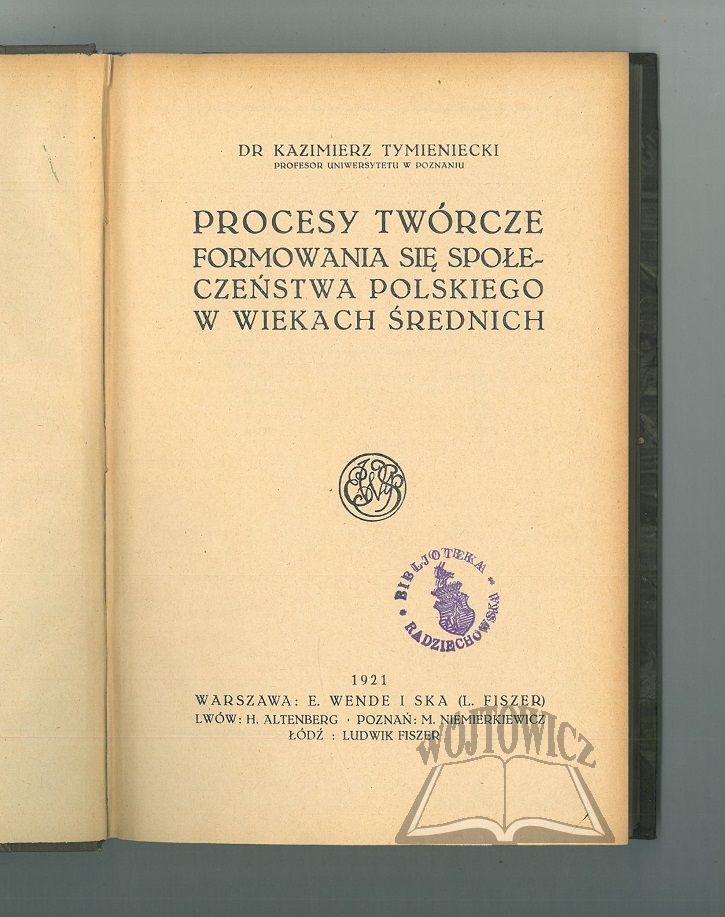 DR KAZIMIERZ TYMIENIECKI
PROFESOR UNIWERSYTETU W POZNANIU
PROCESY TWÓRCZE
FORMOWANIA SIĘ SPOŁE-
CZEŃSTWA POLSKIEGO
W WIEKACH ŚREDNICH
* BIBLJOTEKA *
RADZIECHOWSKA
1921
WARSZAWA: E. WENDE I SKA (L. FISZER)
LWÓW: H. ALTENBERG · POZNAŃ: M. NIEMIERKIEWICZ
ŁÓDŹ : LUDWIK FISZER
WÓJTOWICZ